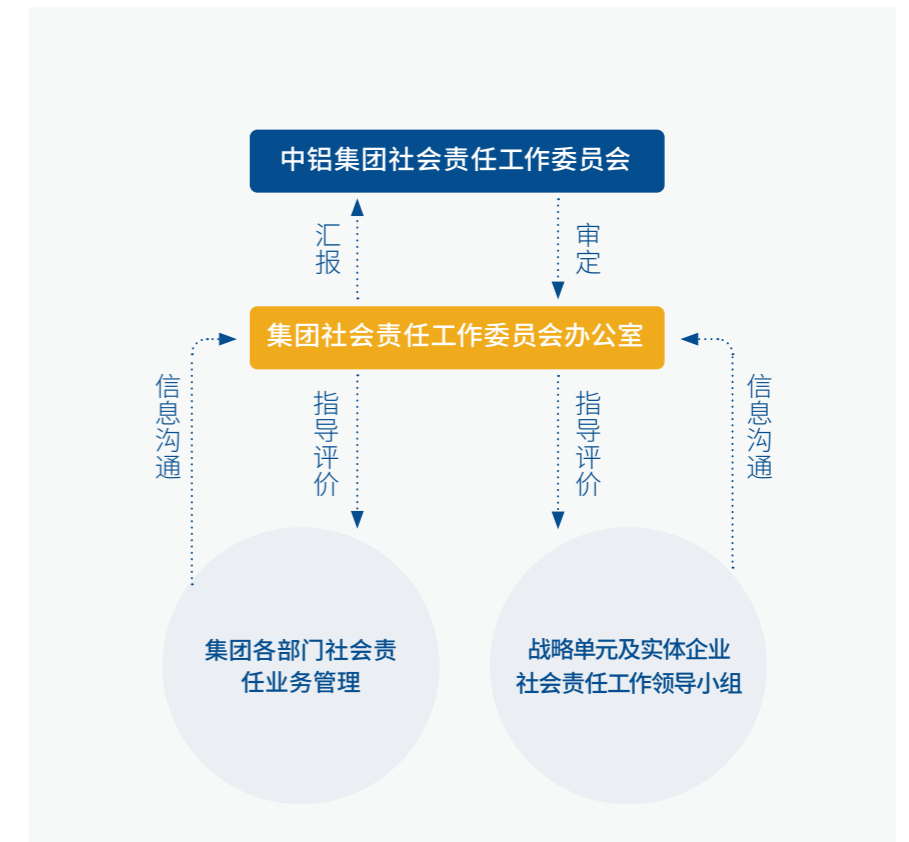 中铝集团社会责任工作委员会
汇报
审定
集团社会责任工作委员会办公室
信息沟通
指导评价
指导评价
信息沟通
集团各部门社会责
任业务管理
战略单元及实体企业
社会责任工作领导小组